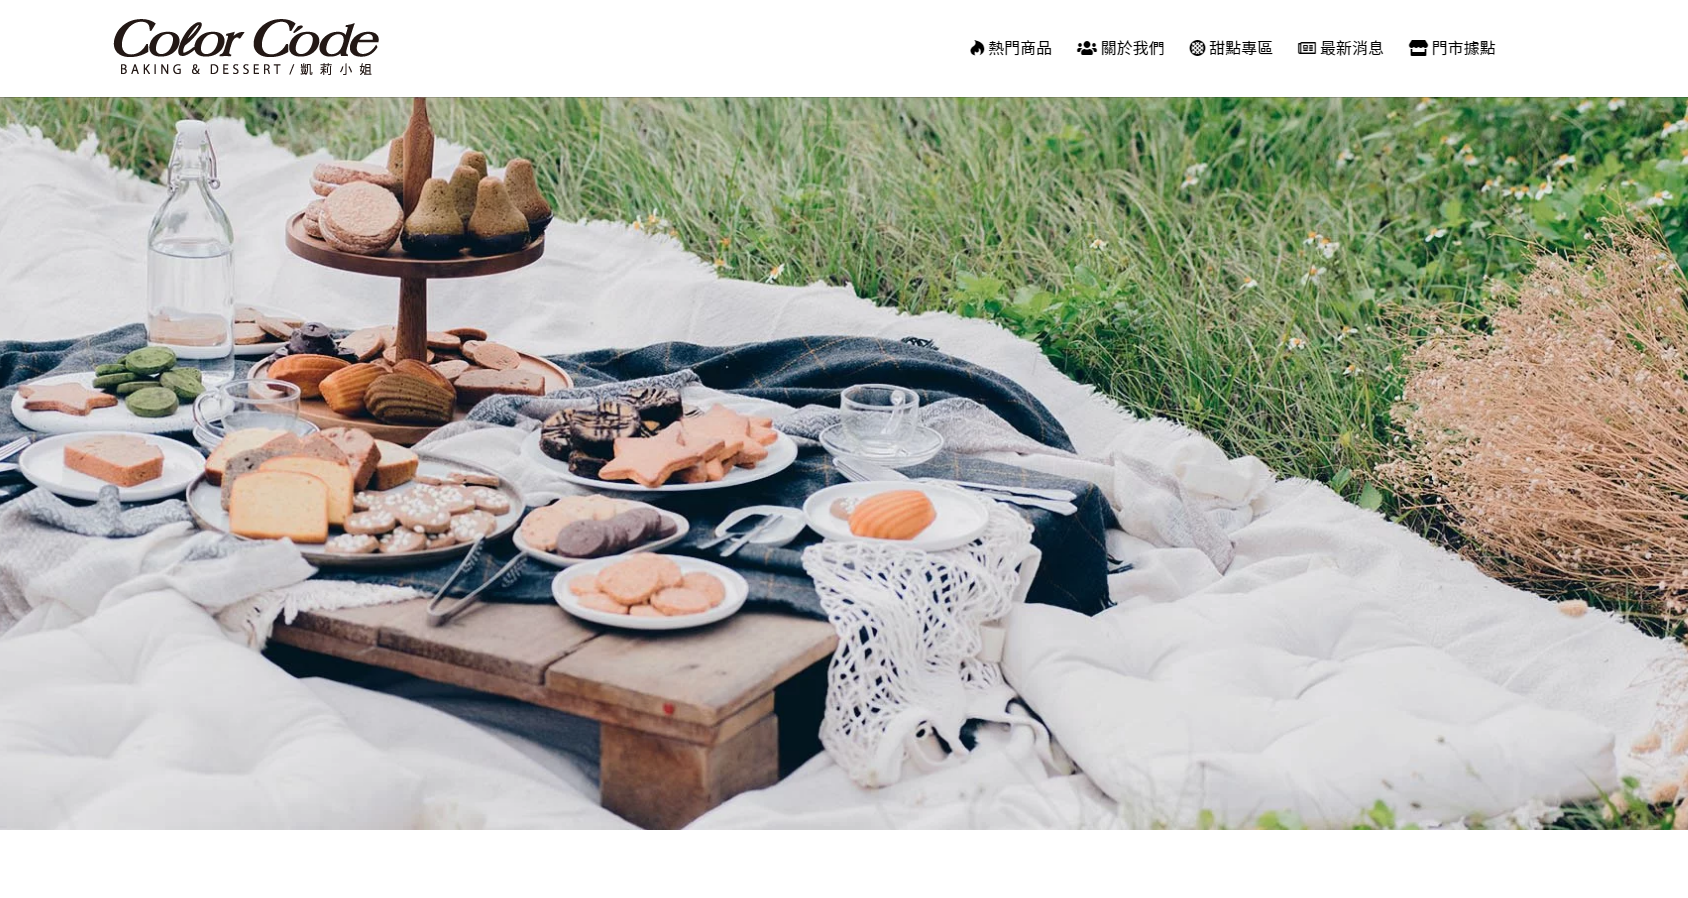 Color Code
BAKING & DESSERT / 凱莉小姐
熱門商品 關於我們 甜點專區 最新消息 門市據點